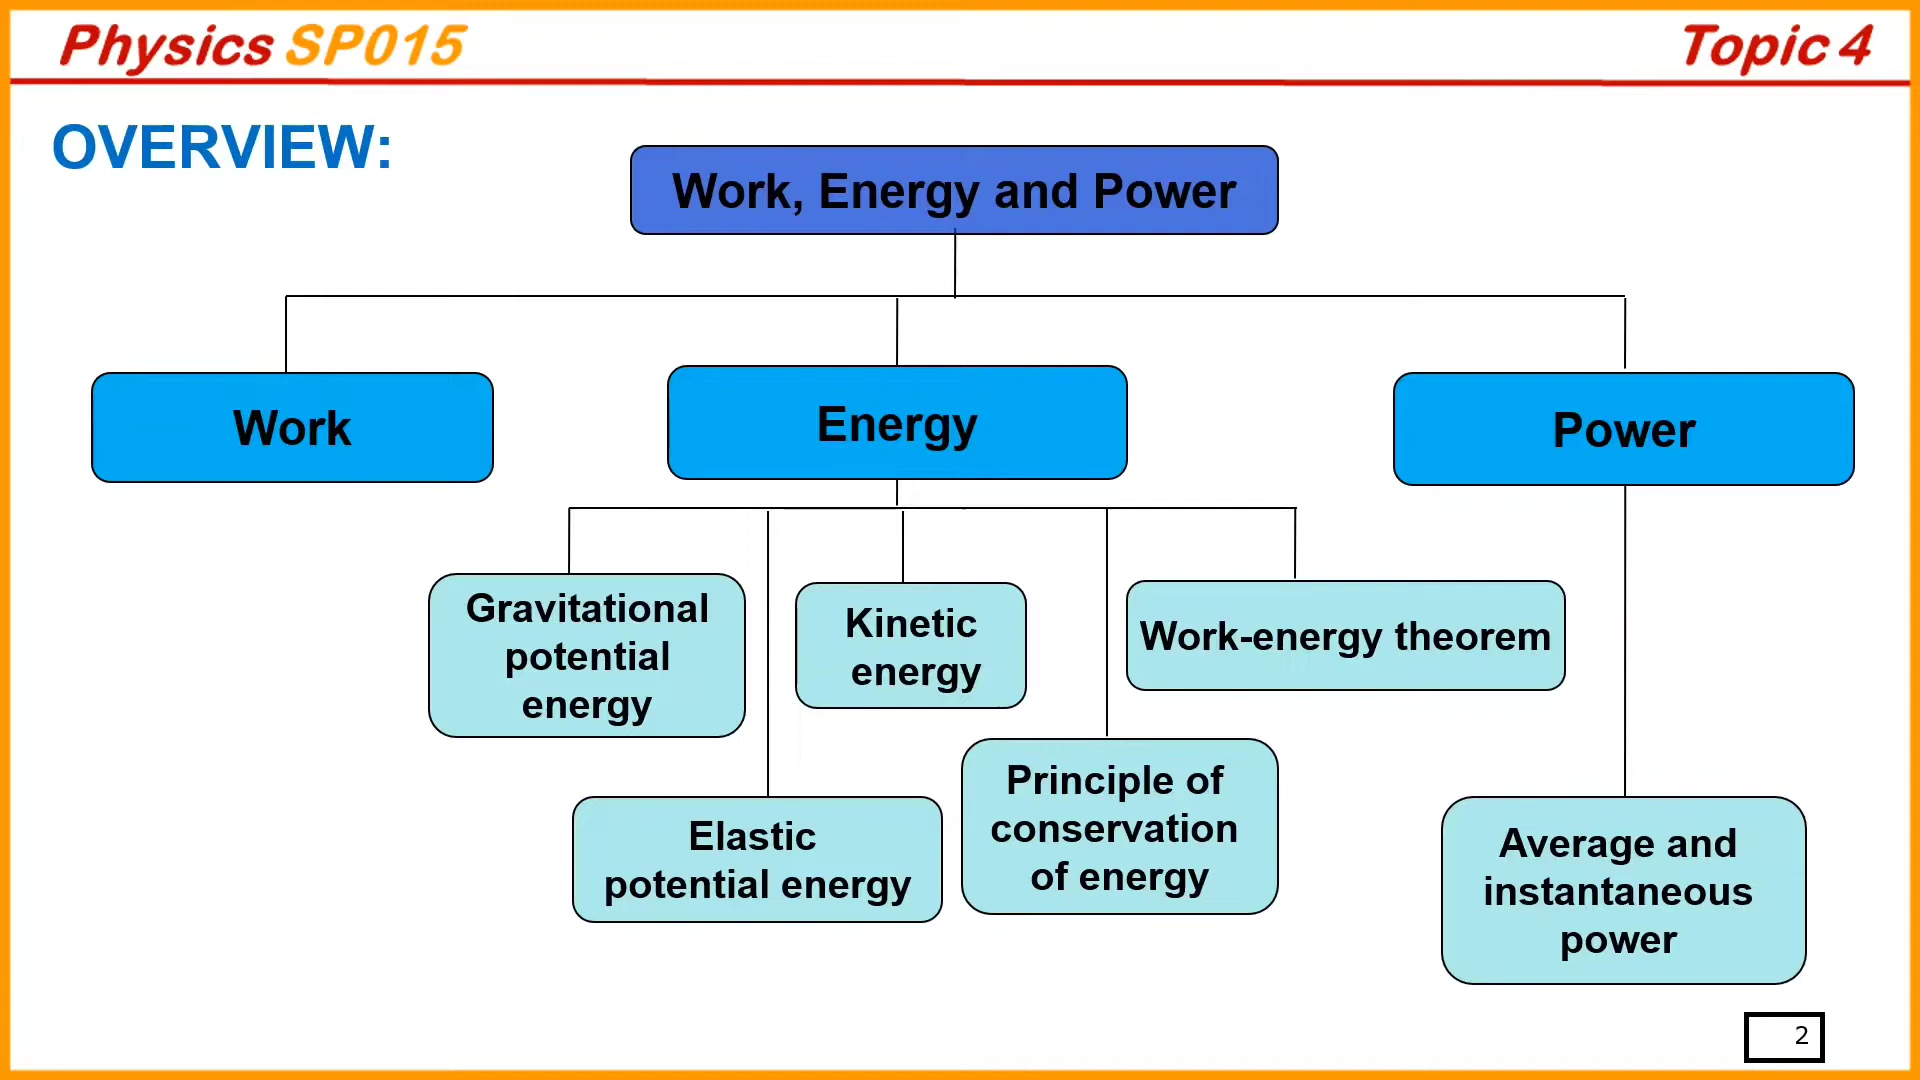 Physics SP015
Topic 4
OVERVIEW:
Work, Energy and Power
Work
Energy
Power
Gravitational
potential
energy
Kinetic
energy
Work-energy theorem
Elastic
potential energy
Principle of
conservation
of energy
Average and
instantaneous
power
2